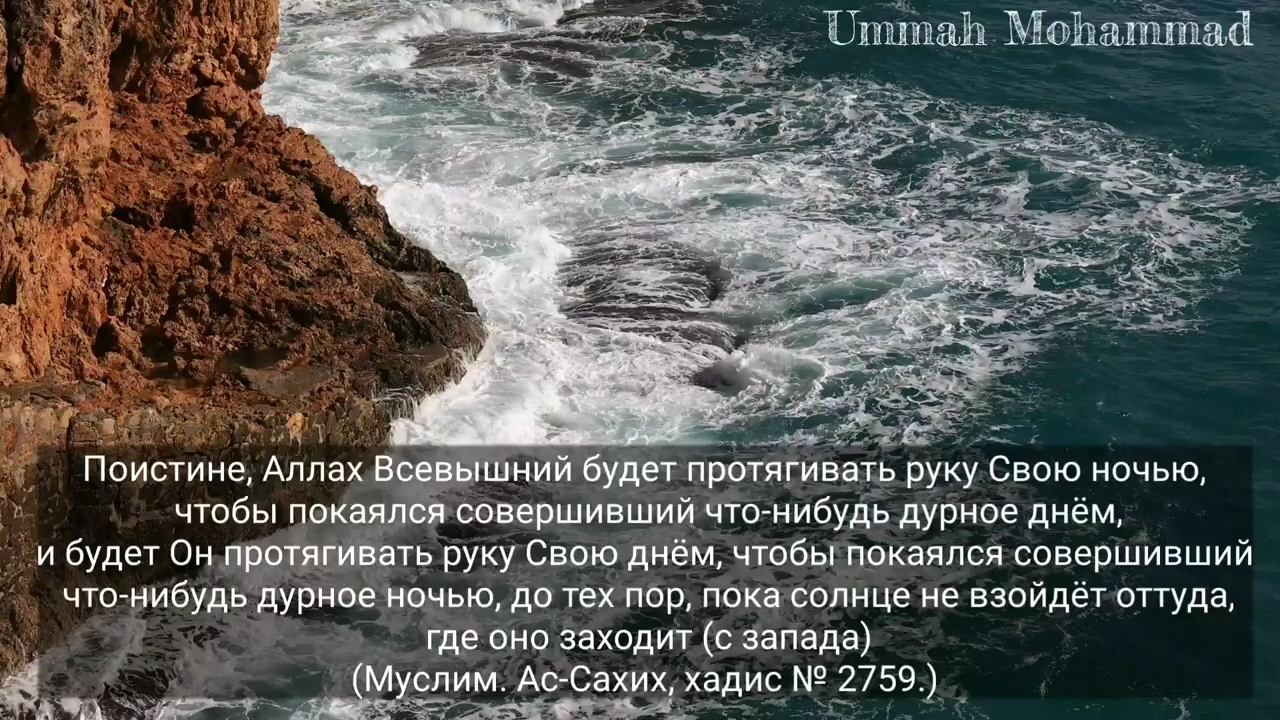 Ummah Mohammad
Поистине, Аллах Всевышний будет протягивать руку Свою ночью,
чтобы покаялся совершивший что-нибудь дурное днём,
и будет Он протягивать руку Свою днём, чтобы покаялся совершивший
что-нибудь дурное ночью, до тех пор, пока солнце не взойдёт оттуда,
где оно заходит (с запада)
(Муслим. Ас-Сахих, хадис № 2759.)